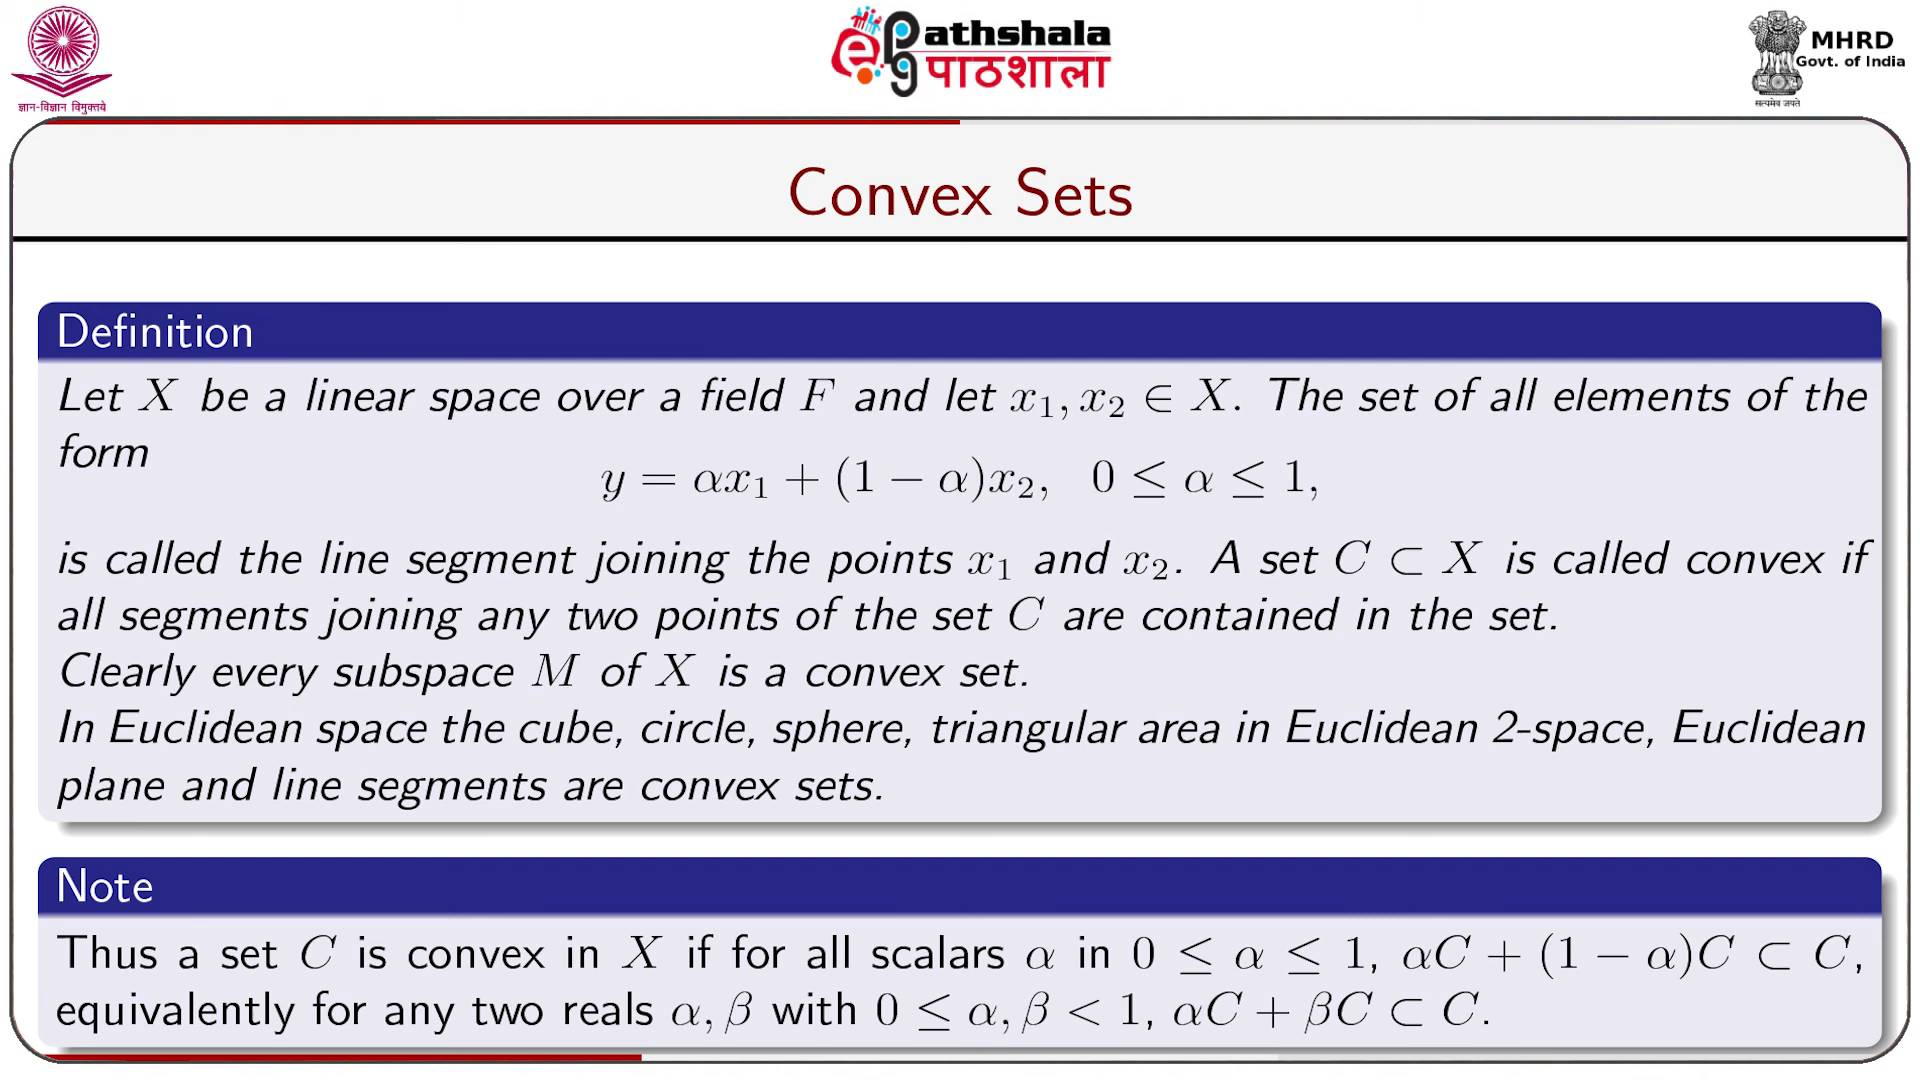 ज्ञान-विज्ञान विमुक्तये
ePG athshala
पाठशाला
MHRD
Govt. of India
सत्यमेव जयते
Convex Sets
Definition
Let X be a linear space over a field F and let x₁, x₂ ∈ X. The set of all elements of the
form
y = αx₁ + (1 − α)x₂, 0 ≤ α ≤ 1,
is called the line segment joining the points x₁ and x₂. A set C ⊂ X is called convex if
all segments joining any two points of the set C are contained in the set.
Clearly every subspace M of X is a convex set.
In Euclidean space the cube, circle, sphere, triangular area in Euclidean 2-space, Euclidean
plane and line segments are convex sets.
Note
Thus a set C is convex in X if for all scalars α in 0 ≤ α ≤ 1, αC + (1 − α)C ⊂ C,
equivalently for any two reals α, β with 0 ≤ α, β < 1, αC + βC ⊂ C.